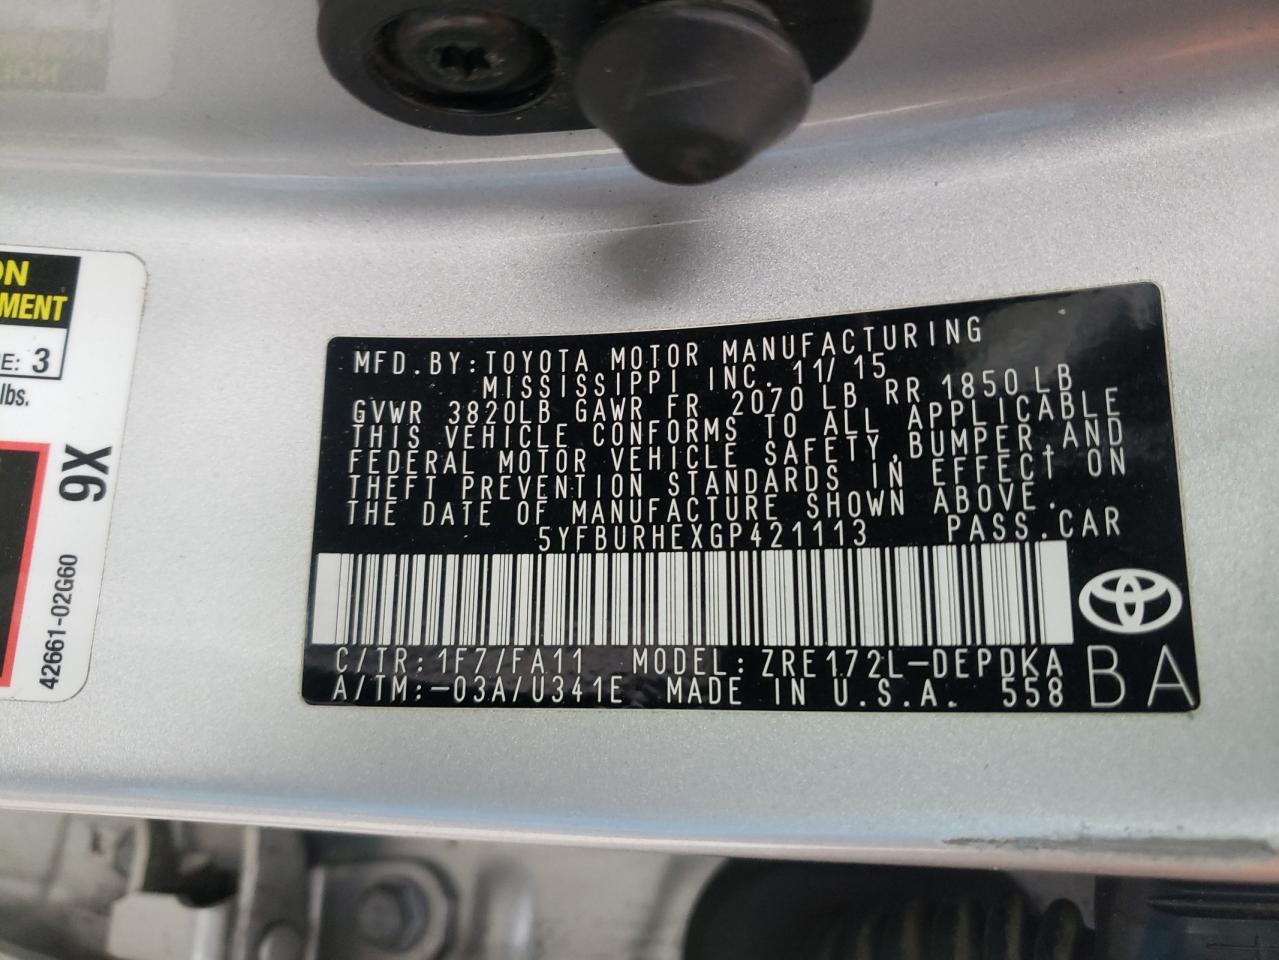 ON
MENT
E: 3
lbs.
9X
42661-02G60
MFD.BY:TOYOTA MOTOR MANUFACTURING
MISSISSIPPI INC. 11/15
GVWR 3820LB GAWR FR 2070LB RR 1850LB
THIS VEHICLE CONFORMS TO ALL APPLICABLE
FEDERAL MOTOR VEHICLE SAFETY,BUMPER,AND
THEFT PREVENTION STANDARDS IN EFFECT ON
THE DATE OF MANUFACTURE SHOWN ABOVE.
5YFBURHEXGP421113 PASS.CAR
C/TR:1F7/FA11 MODEL:ZRE172L-DEPDKA
A/TM:-03A/U341E MADE IN U.S.A. 558 BA